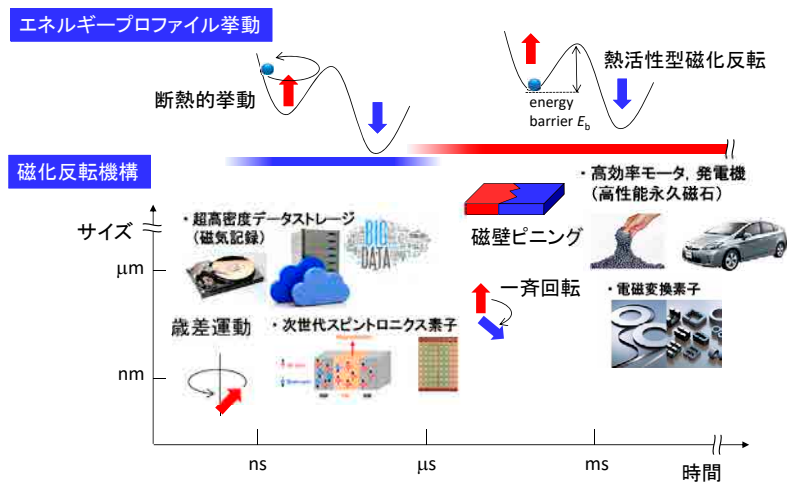 エネルギープロファイル挙動
断熱的挙動
熱活性型磁化反転
energy
barrier Eb
磁化反転機構
サイズ
・超高密度データストレージ
（磁気記録）
BIG
DATA
・高効率モータ，発電機
（高性能永久磁石）
磁壁ピニング
μm
一斉回転
・電磁変換素子
歳差運動
・次世代スピントロニクス素子
nm
ns
μs
ms
時間